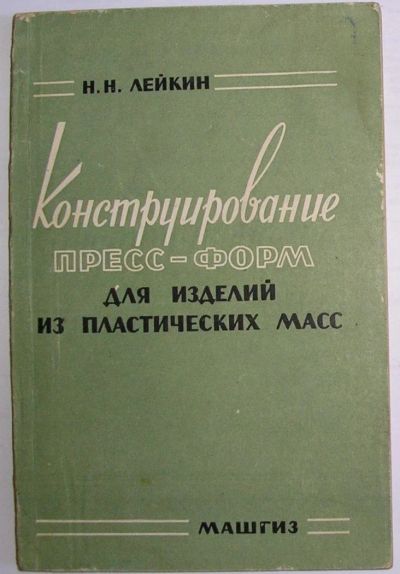 Н. Н. ЛЕЙКИН
Конструирование
ПРЕСС-ФОРМ
ДЛЯ ИЗДЕЛИЙ
ИЗ ПЛАСТИЧЕСКИХ МАСС
МАШГИЗ